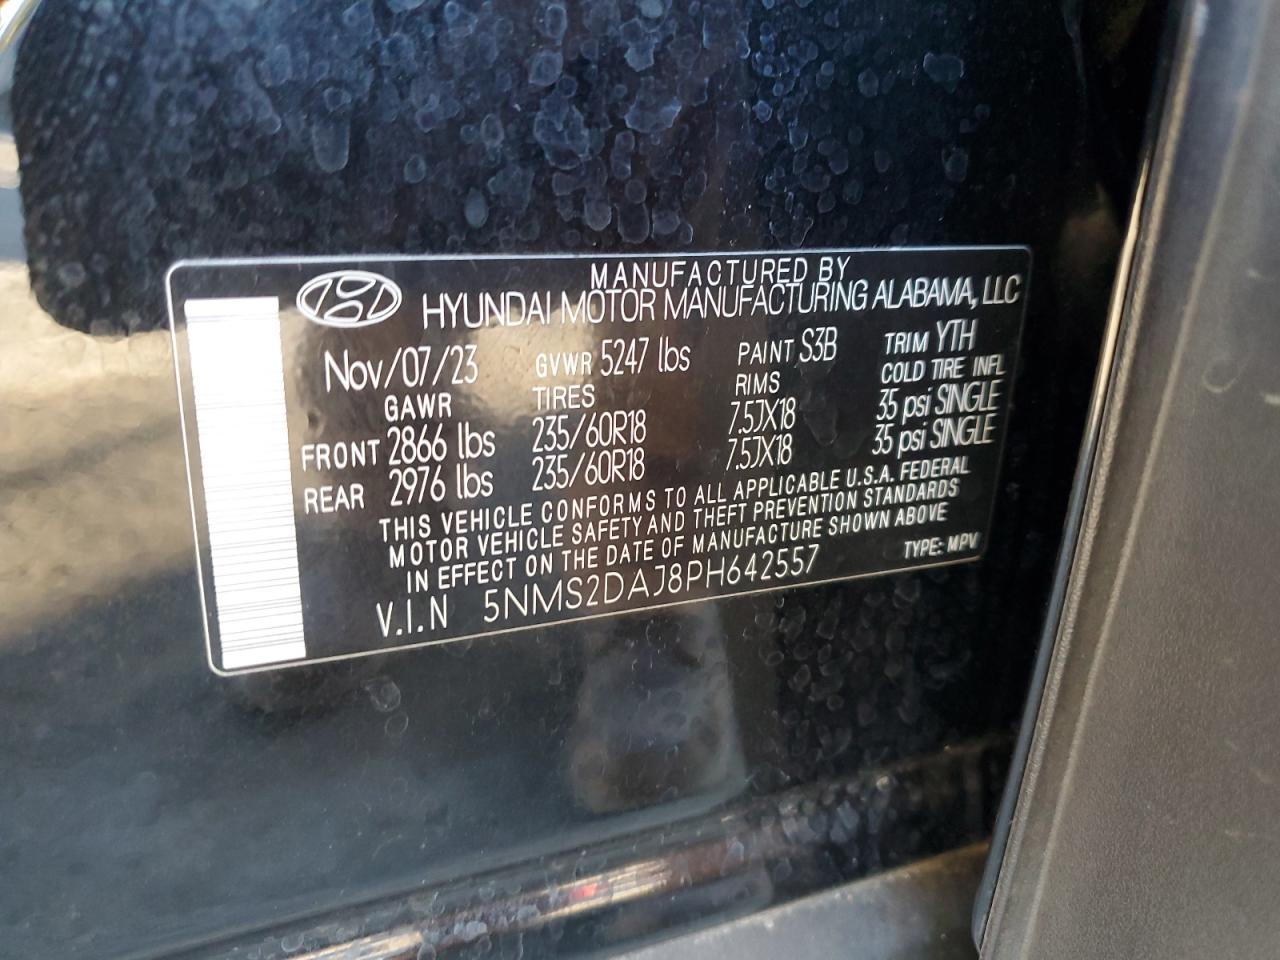 MANUFACTURED BY
HYUNDAI MOTOR MANUFACTURING ALABAMA, LLC
Nov/07/23 GVWR 5247 lbs PAINT S3B TRIM YTH
GAWR TIRES RIMS COLD TIRE INFL
FRONT 2866 lbs 235/60R18 7.5JX18 35 psi SINGLE
REAR 2976 lbs 235/60R18 7.5JX18 35 psi SINGLE
THIS VEHICLE CONFORMS TO ALL APPLICABLE U.S.A. FEDERAL
MOTOR VEHICLE SAFETY AND THEFT PREVENTION STANDARDS
IN EFFECT ON THE DATE OF MANUFACTURE SHOWN ABOVE
V.I.N 5NMS2DAJ8PH642557 TYPE: MPV